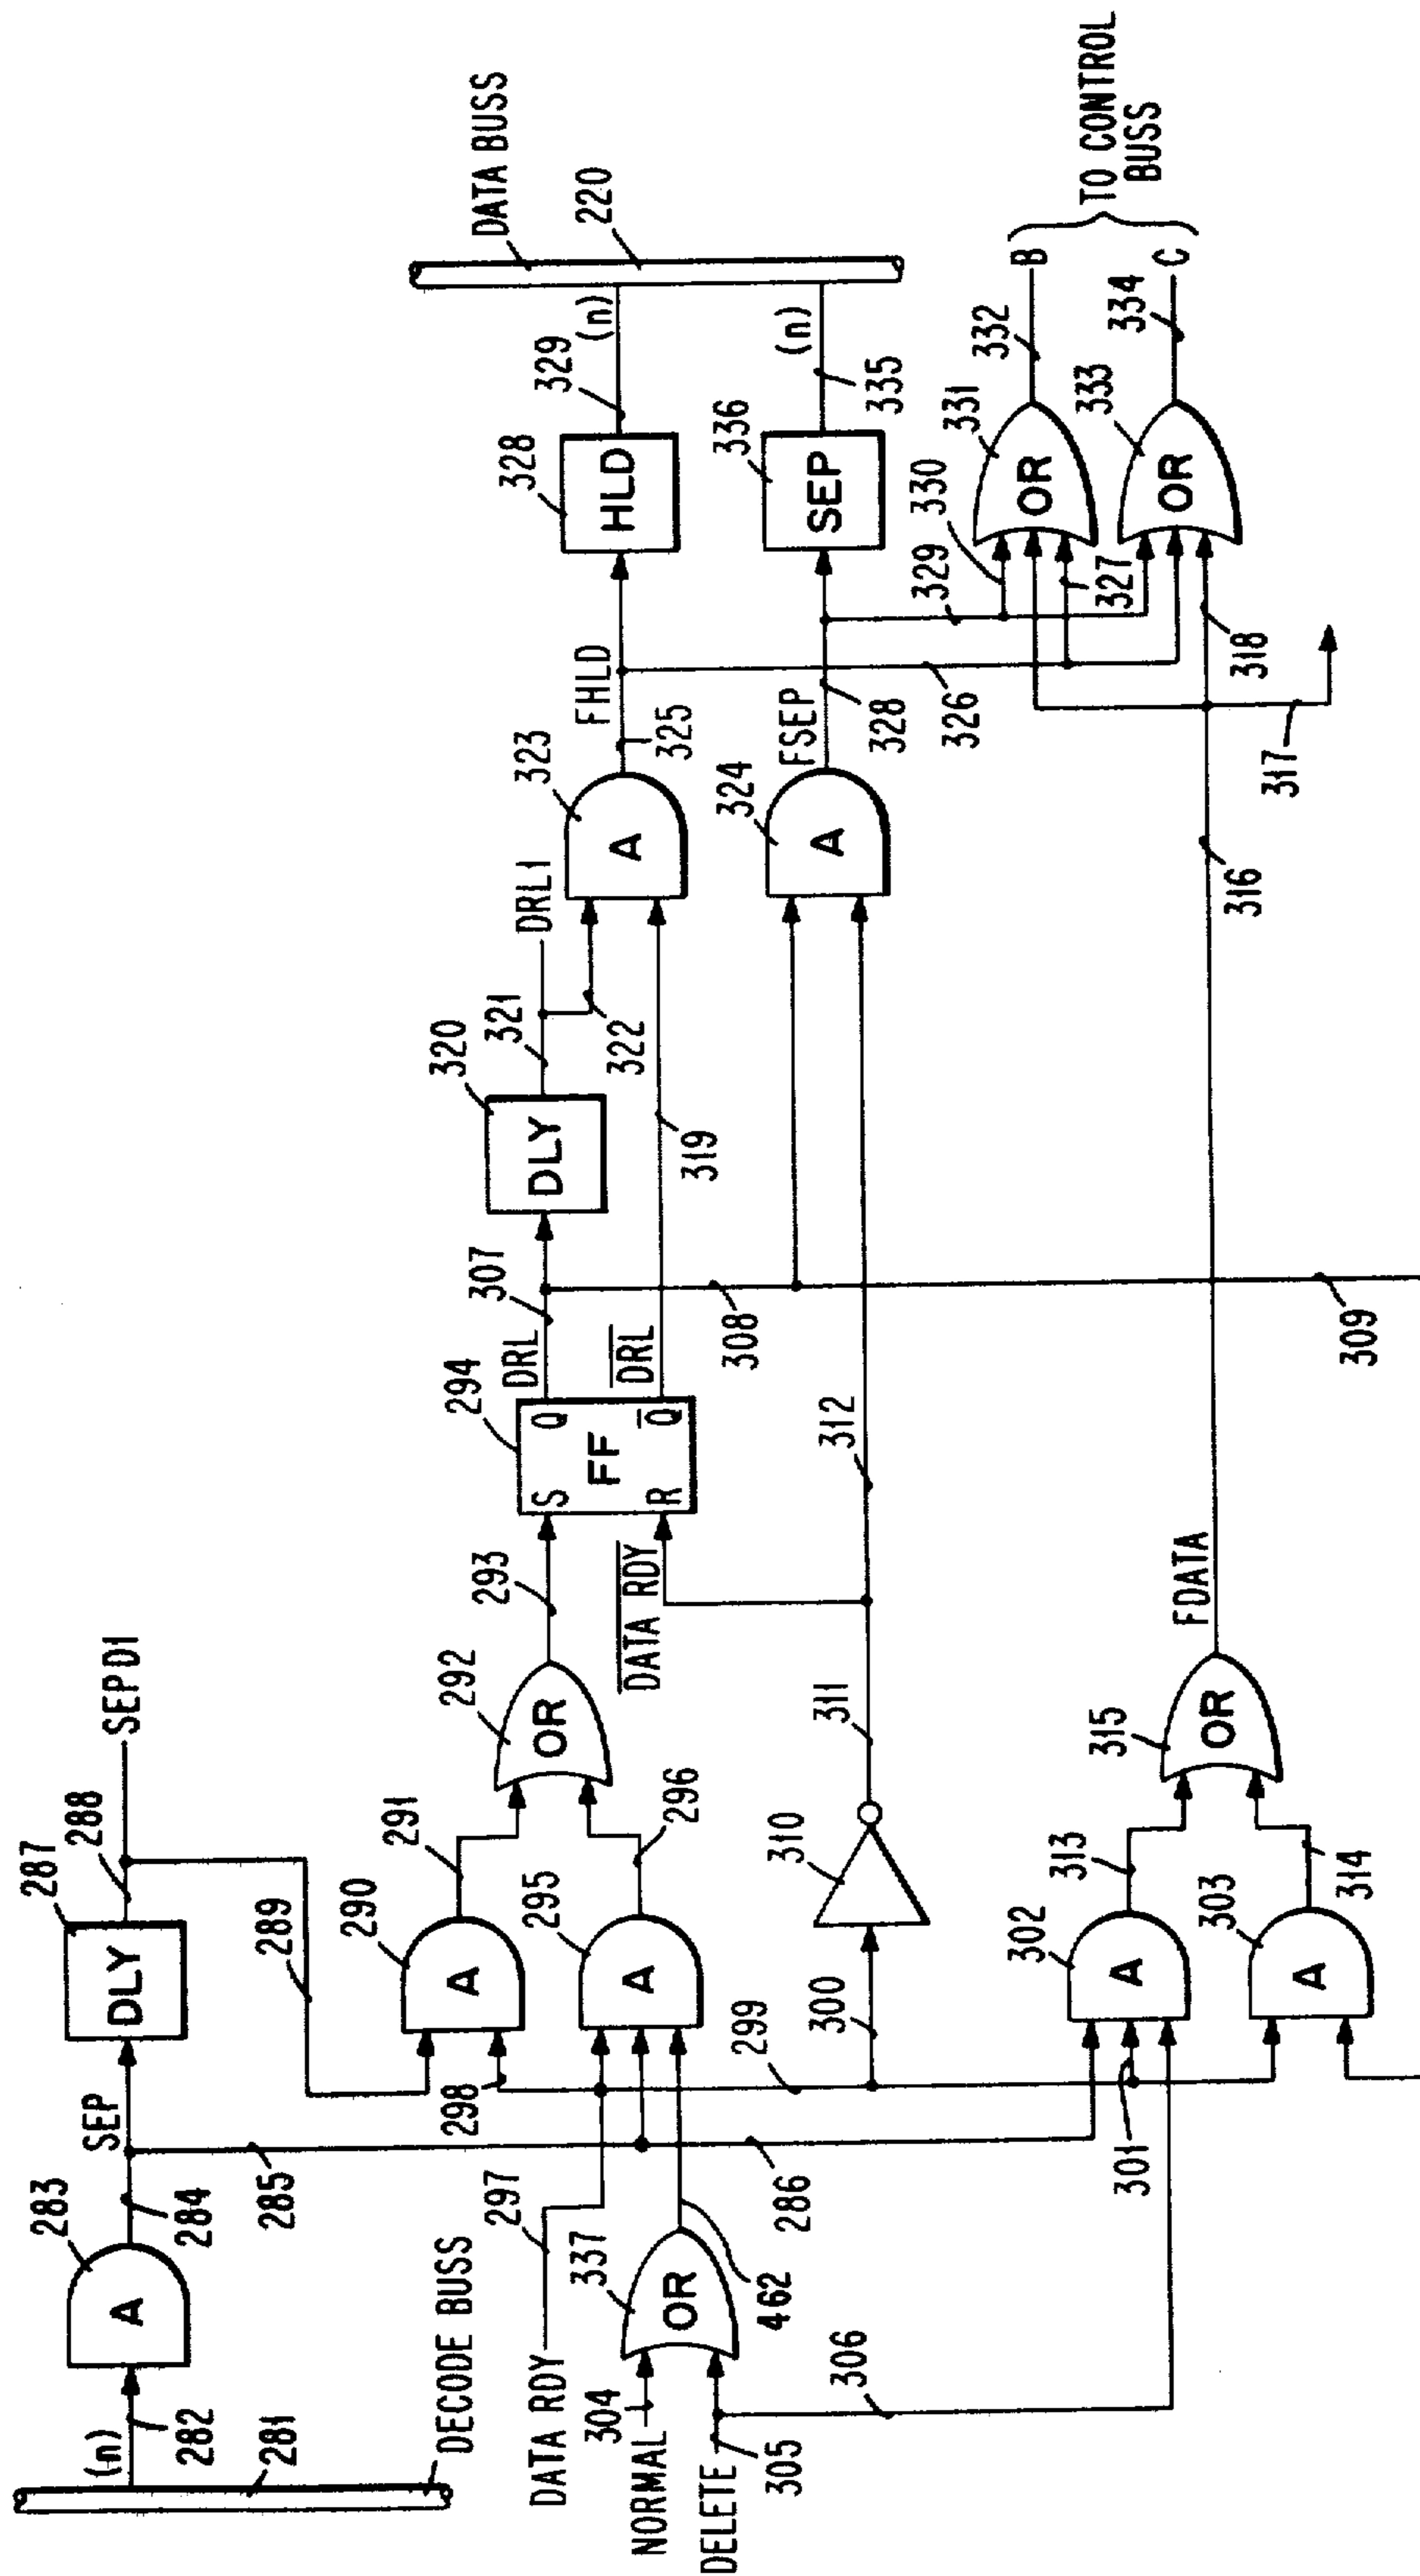 DATA BUSS
220
(n)
(n)
329
335
328
HLD
336
SEP
FHLD
325
323
A
FSEP
328
324
A
326
329
330
327
318
331
OR
333
OR
332
334
B
C
TO CONTROL
BUSS
317
316
DRL1
321
322
320
DLY
319
307
DRL
DRL
308
309
294
S
Q
FF
R
Q
312
293
DATA RDY
292
OR
311
FDATA
315
OR
SEPD1
288
287
DLY
289
291
290
A
296
295
A
298
299
310
300
313
302
A
314
303
A
301
SEP
285
286
284
283
A
297
DATA RDY
337
OR
462
304
NORMAL
305
DELETE
306
(n)
282
281
DECODE BUSS